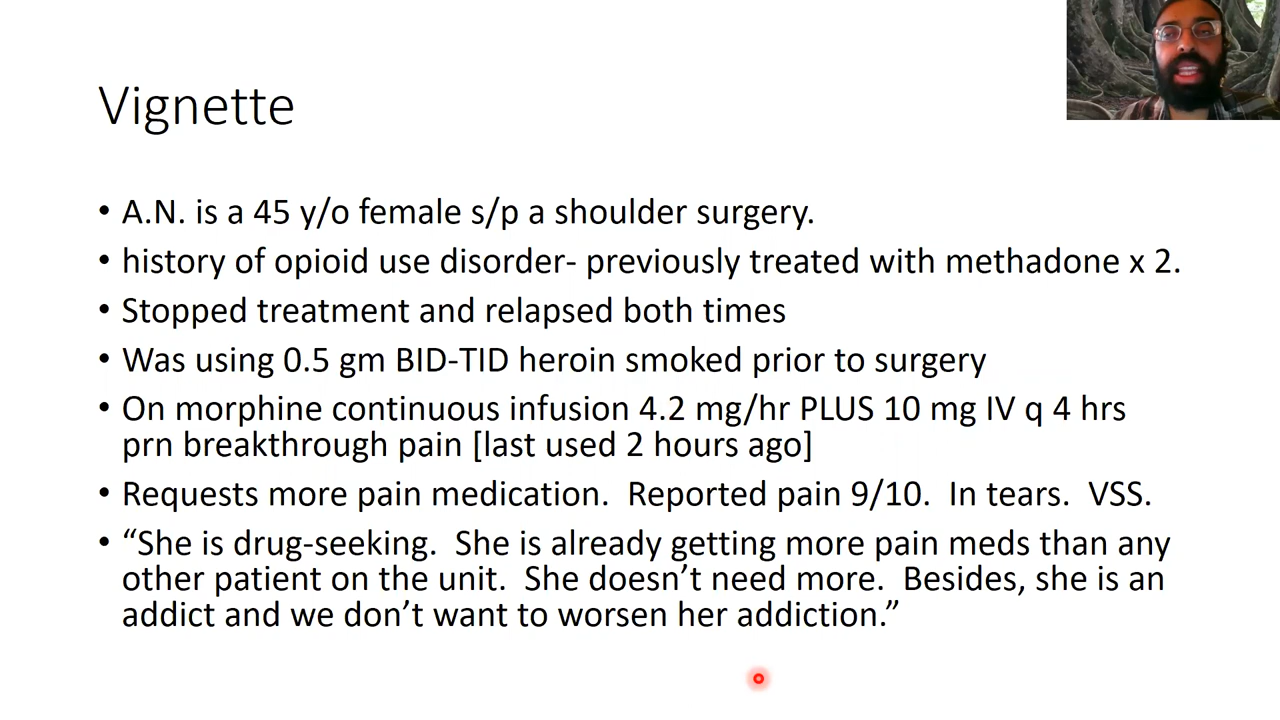 Vignette
• A.N. is a 45 y/o female s/p a shoulder surgery.
• history of opioid use disorder- previously treated with methadone x 2.
• Stopped treatment and relapsed both times
• Was using 0.5 gm BID-TID heroin smoked prior to surgery
• On morphine continuous infusion 4.2 mg/hr PLUS 10 mg IV q 4 hrs
prn breakthrough pain [last used 2 hours ago]
• Requests more pain medication.  Reported pain 9/10.  In tears.  VSS.
• “She is drug-seeking.  She is already getting more pain meds than any
other patient on the unit.  She doesn’t need more.  Besides, she is an
addict and we don’t want to worsen her addiction.”